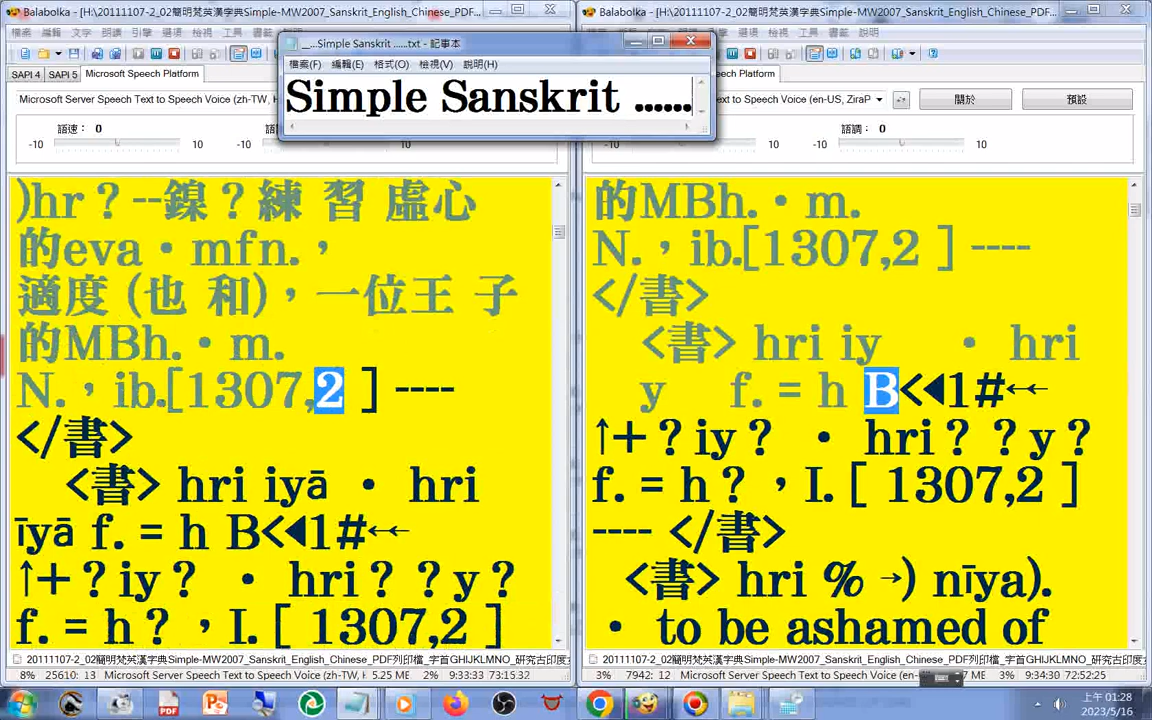 Balabolka - [H:\20111107-2_02簡明梵英漢字典Simple-MW2007_Sanskrit_English_Chinese_PDF...
Balabolka - [H:\20111107-2_02簡明梵英漢字典Simple-MW2007_Sanskrit_English_Chinese_PDF...
檔案 編輯 文字 朗讀 引擎 選項 檢視 工具 書籤
工具 書籤 說明
__...Simple Sanskrit ......txt - 記事本
檔案(F) 編輯(E) 格式(O) 檢視(V) 說明(H)
Simple Sanskrit ......
SAPI 4 SAPI 5 Microsoft Speech Platform
eech Platform
Microsoft Server Speech Text to Speech Voice (zh-TW, H
ext to Speech Voice (en-US, ZiraP
關於 預設
語速: 0
語調: 0
-10 10 -10 10
-10 10 -10 10
)hr？--鎳？練 習 虛心
的eva‧mfn.，
適度 (也 和)，一位王 子
的MBh.‧m.
N.，ib.[1307,2 ] ----
</書>
<書> hri iyā ‧ hri
īyā f. = h B<◄1#←
↑+？iy？ ‧ hri？？y？
f. = h？，I. [ 1307,2 ]
的MBh.‧m.
N.，ib.[1307,2 ] ----
</書>
<書> hri iy ‧ hri
y f. = h B<◄1#←
↑+？iy？ ‧ hri？？y？
f. = h？，I. [ 1307,2 ]
---- </書>
<書> hri % →) nīya).
‧ to be ashamed of
20111107-2_02簡明梵英漢字典Simple-MW2007_Sanskrit_English_Chinese_PDF列印檔_字首GHIJKLMNO_研究古印度
20111107-2_02簡明梵英漢字典Simple-MW2007_Sanskrit_English_Chinese_PDF列印檔_字首GHIJKLMNO_研究古印度
8% 25610: 13 Microsoft Server Speech Text to Speech Voice (zh-TW, 5.25 MB 2% 9:33:33 73:15:32
3% 7942: 12 Microsoft Server Speech Text to Speech Voice (en-U 3% 9:34:30 72:52:25
上午 01:28
2023/5/16